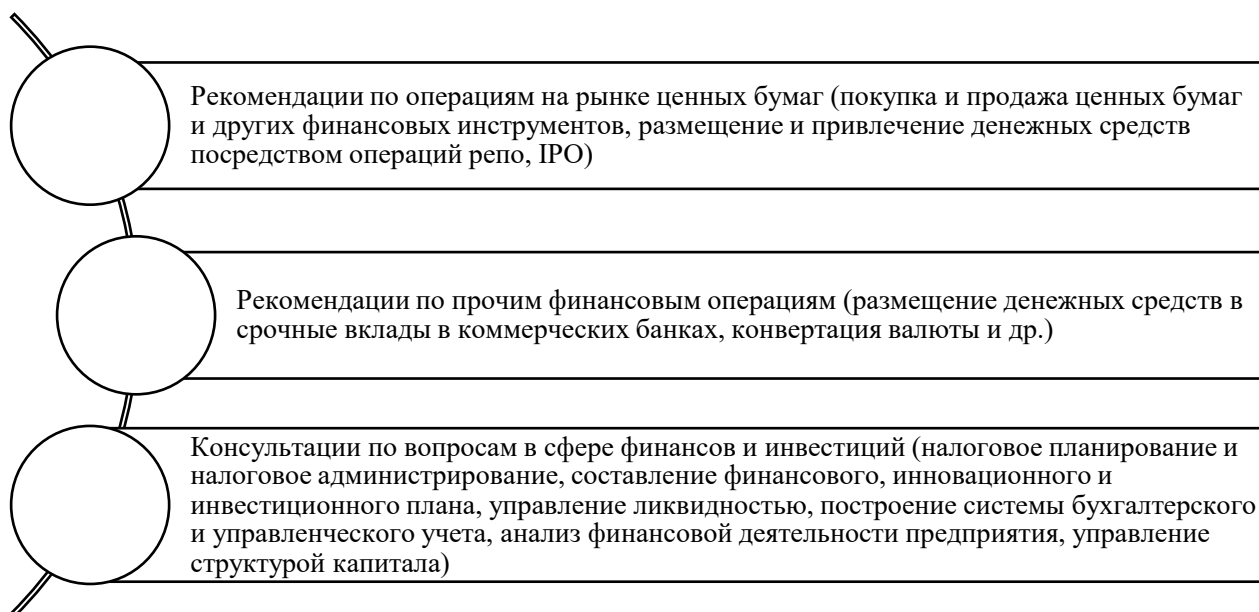 Рекомендации по операциям на рынке ценных бумаг (покупка и продажа ценных бумаг
и других финансовых инструментов, размещение и привлечение денежных средств
посредством операций репо, IPO)
Рекомендации по прочим финансовым операциям (размещение денежных средств в
срочные вклады в коммерческих банках, конвертация валюты и др.)
Консультации по вопросам в сфере финансов и инвестиций (налоговое планирование и
налоговое администрирование, составление финансового, инновационного и
инвестиционного плана, управление ликвидностью, построение системы бухгалтерского
и управленческого учета, анализ финансовой деятельности предприятия, управление
структурой капитала)